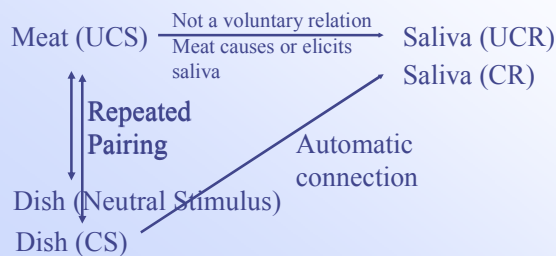 Meat (UCS)
Not a voluntary relation
Meat causes or elicits
saliva
Saliva (UCR)
Saliva (CR)
Repeated
Pairing
Automatic
connection
Dish (Neutral Stimulus)
Dish (CS)